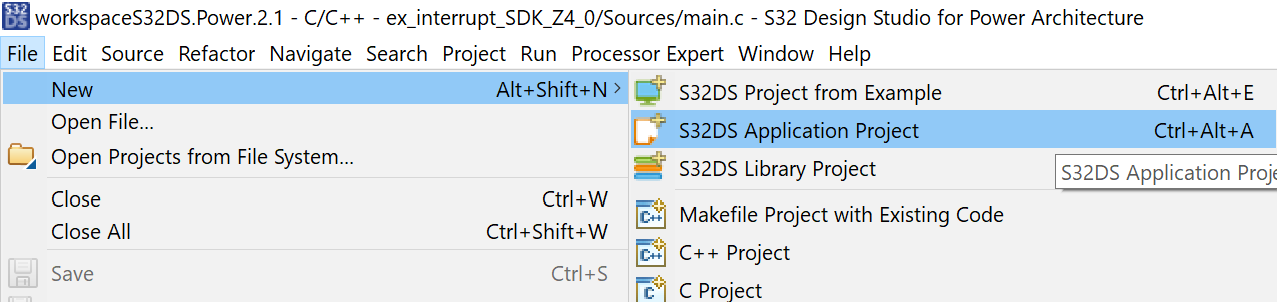 S32 DS workspaceS32DS.Power.2.1 - C/C++ - ex_interrupt_SDK_Z4_0/Sources/main.c - S32 Design Studio for Power Architecture
File Edit Source Refactor Navigate Search Project Run Processor Expert Window Help
New Alt+Shift+N >
Open File...
Open Projects from File System...
Close Ctrl+W
Close All Ctrl+Shift+W
Save Ctrl+S
S32DS Project from Example Ctrl+Alt+E
S32DS Application Project Ctrl+Alt+A
S32DS Library Project
S32DS Application Proje
C++ Makefile Project with Existing Code
C++ C++ Project
C C Project